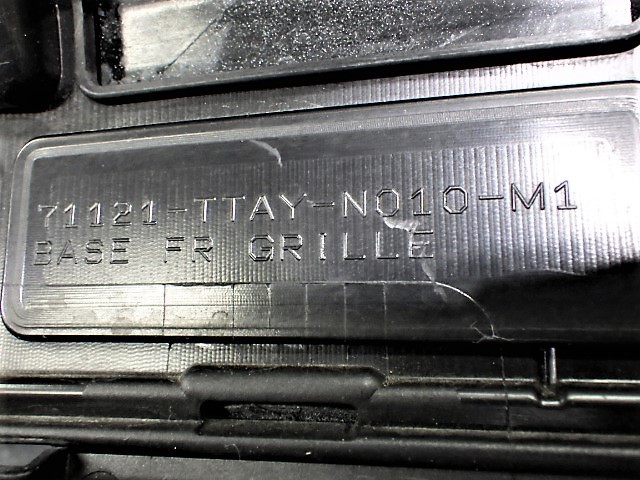 71121-TTAY-N010-M1
BASE FR GRILLE